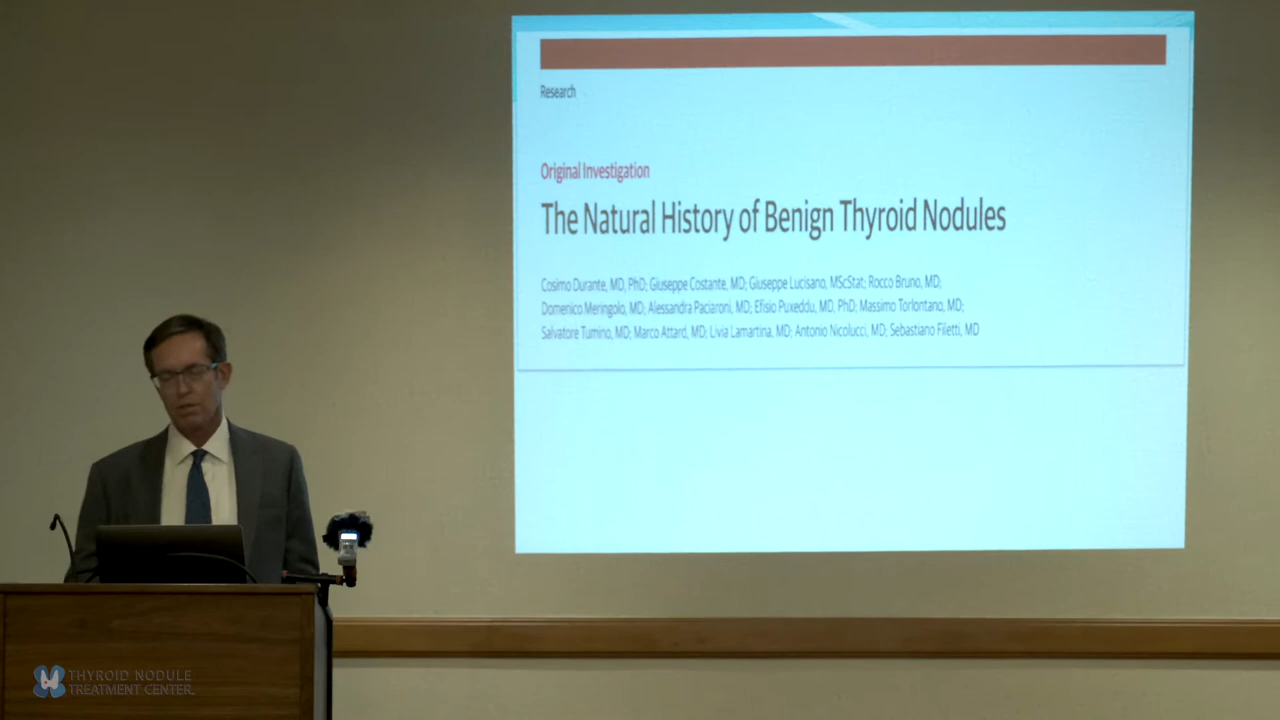 Research
Original Investigation
The Natural History of Benign Thyroid Nodules
Cosimo Durante, MD, PhD; Giuseppe Costante, MD; Giuseppe Lucisano, MScStat; Rocco Bruno, MD;
Domenico Meringolo, MD; Alessandra Paciaroni, MD; Efisio Puxeddu, MD, PhD; Massimo Torlontano, MD;
Salvatore Tumino, MD; Marco Attard, MD; Livia Lamartina, MD; Antonio Nicolucci, MD; Sebastiano Filetti, MD
THYROID NODULE
TREATMENT CENTER